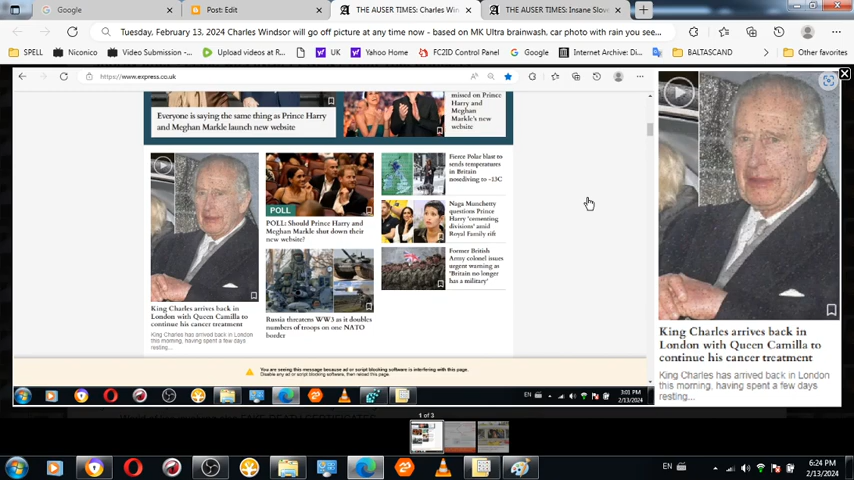 Google
Post: Edit
THE AUSER TIMES: Charles Win
THE AUSER TIMES: Insane Slove
Tuesday, February 13. 2024 Charles Windsor will go off picture at any time now - based on MK Ultra brainwash. car photo with rain you see...
SPELL
Niconico
Video Submission -...
Upload videos at R...
UK
Yahoo Home
FC2ID Control Panel
Google
Internet Archive: Di...
BALTASCAND
Other favorites
https://www.express.co.uk
Everyone is saying the same thing as Prince Harry
and Meghan Markle launch new website
missed on Prince
Harry and
Meghan
Markle's new
website
King Charles arrives back in
London with Queen Camilla to
continue his cancer treatment
King Charles has arrived back in London
this morning, having spent a few days
resting...
POLL
POLL: Should Prince Harry and
Meghan Markle shut down their
new website?
Russia threatens WW3 as it doubles
numbers of troops on one NATO
border
Fierce Polar blast to
sends temperatures
in Britain
nosediving to -13C
Naga Munchetty
questions Prince
Harry 'cementing
divisions' amid
Royal Family rift
Former British
Army colonel issues
urgent warning as
'Britain no longer
has a military'
You are seeing this message because ad or script blocking software is interfering with this page.
Disable any ad or script blocking software, then reload this page.
EN
3:01 PM
2/13/2024
King Charles arrives back in
London with Queen Camilla to
continue his cancer treatment
King Charles has arrived back in London
this morning, having spent a few days
resting...
1 of 3
EN
6:24 PM
2/13/2024